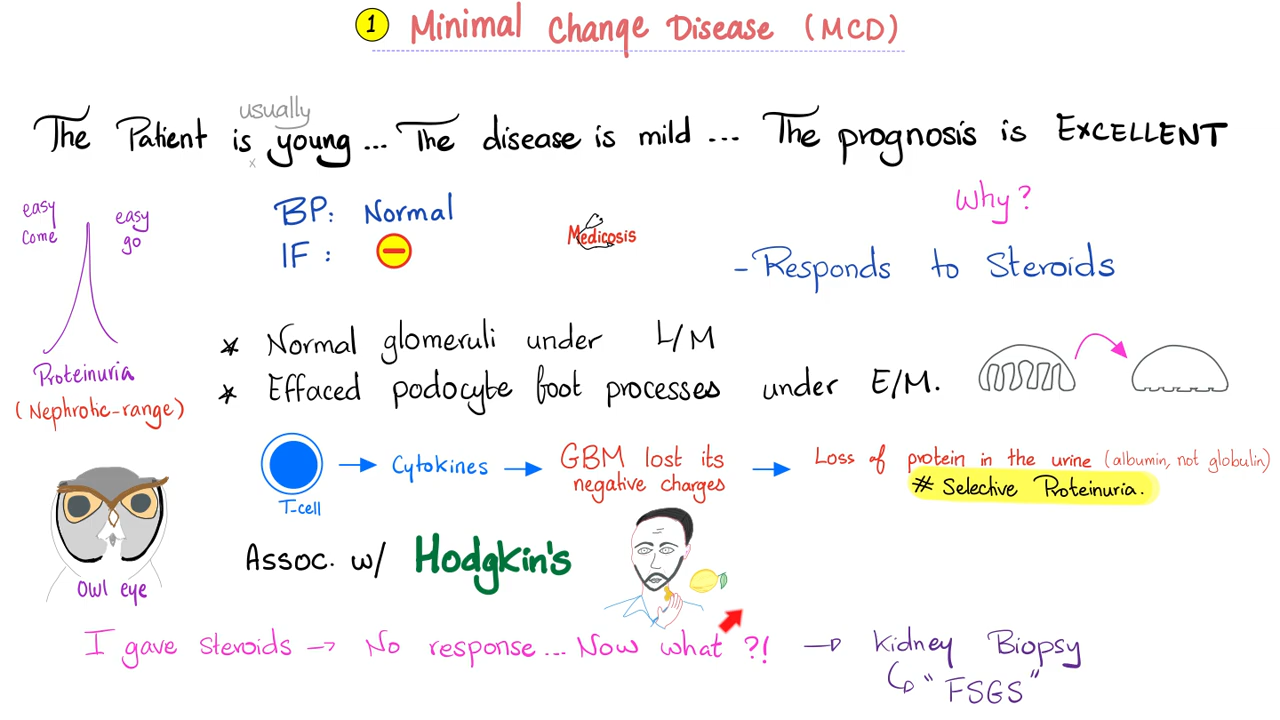 1 Minimal Change Disease (MCD)
usually
The Patient is young... The disease is mild ... The prognosis is EXCELLENT
x
easy come
easy go
BP: Normal
IF :
Medicosis
Why?
- Responds to Steroids
* Normal glomeruli under L/M
* Effaced podocyte foot processes under E/M.
Proteinuria
(Nephrotic-range)
T-cell
Cytokines
GBM lost its
negative charges
Loss of protein in the urine (albumin, not globulin)
# Selective Proteinuria.
Owl eye
Assoc. w/ Hodgkin's
I gave steroids → No response... Now what ?! → Kidney Biopsy
"FSGS"